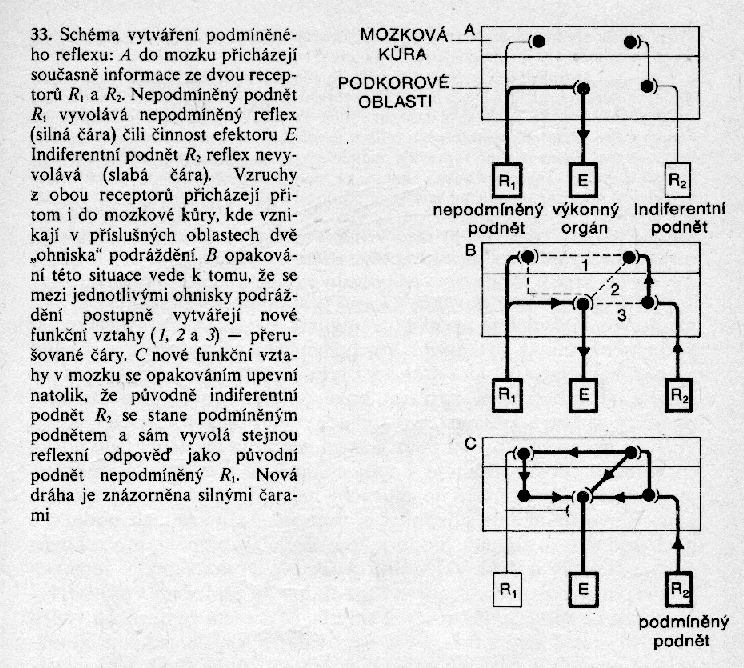 33. Schéma vytváření podmíněné-
ho reflexu: A do mozku přicházejí
současně informace ze dvou recep-
torů R₁ a R₂. Nepodmíněný podnět
R₁ vyvolává nepodmíněný reflex
(silná čára) čili činnost efektoru E.
Indiferentní podnět R₂ reflex nevy-
volává (slabá čára). Vzruchy
z obou receptorů přicházejí při-
tom i do mozkové kůry, kde vzni-
kají v příslušných oblastech dvě
„ohniska“ podráždění. B opaková-
ní této situace vede k tomu, že se
mezi jednotlivými ohnisky podráž-
dění postupně vytvářejí nové
funkční vztahy (1, 2 a 3) — přeru-
šované čáry. C nové funkční vzta-
hy v mozku se opakováním upevní
natolik, že původně indiferentní
podnět R₂ se stane podmíněným
podnětem a sám vyvolá stejnou
reflexní odpověď jako původní
podnět nepodmíněný R₁. Nová
dráha je znázorněna silnými čara-
mi
A
MOZKOVÁ
KŮRA
PODKOROVÉ
OBLASTI
R₁ E R₂
nepodmíněný výkonný indiferentní
podnět orgán podnět
B
1
2
3
R₁ E R₂
C
R₁ E R₂
podmíněný
podnět